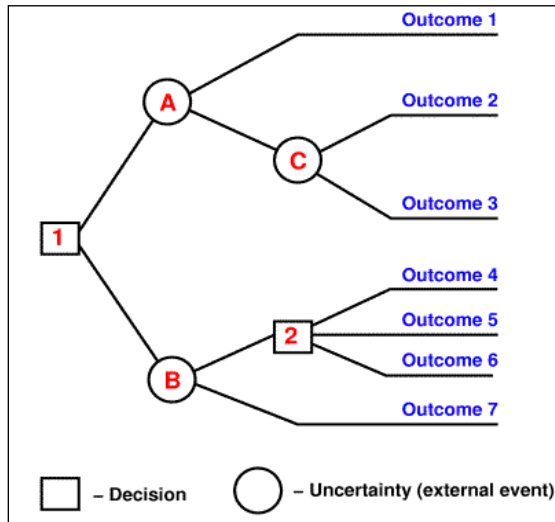 Outcome 1
A
Outcome 2
C
Outcome 3
1
Outcome 4
2
Outcome 5
Outcome 6
B
Outcome 7
– Decision
– Uncertainty (external event)